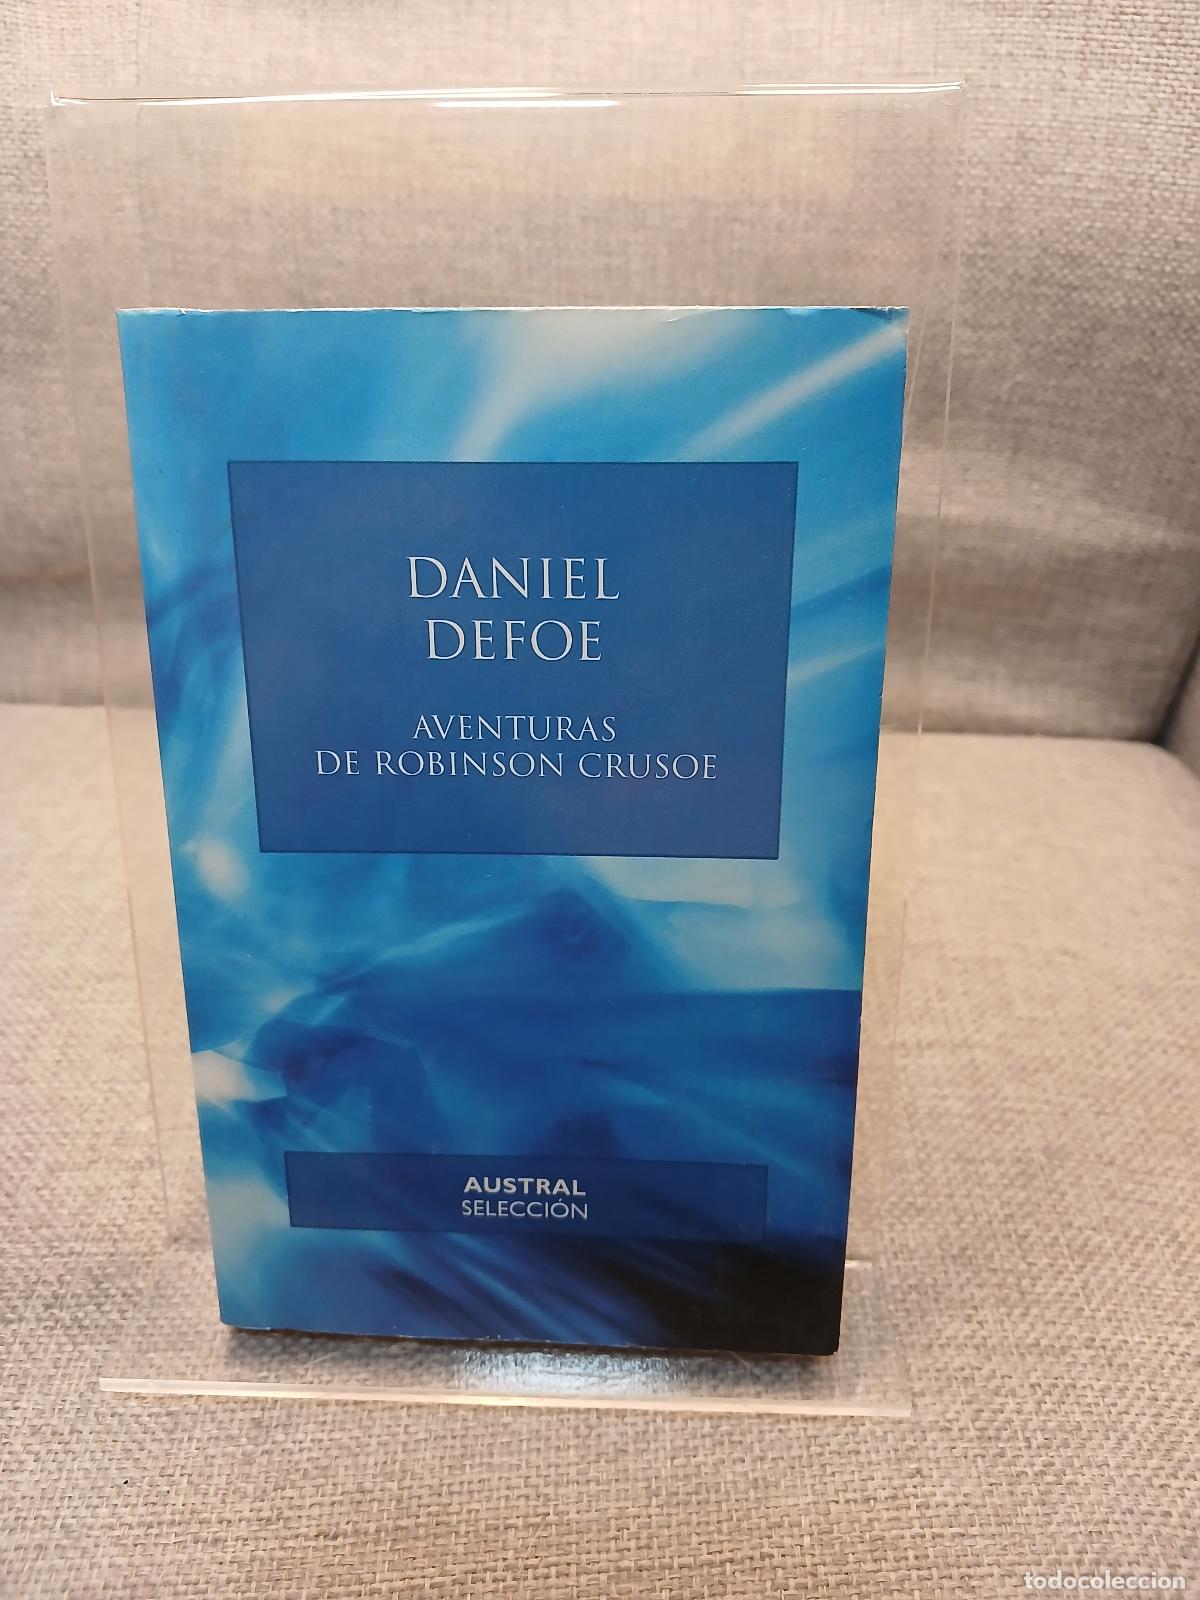 DANIEL
DEFOE
AVENTURAS
DE ROBINSON CRUSOE
AUSTRAL
SELECCIÓN
todocoleccion